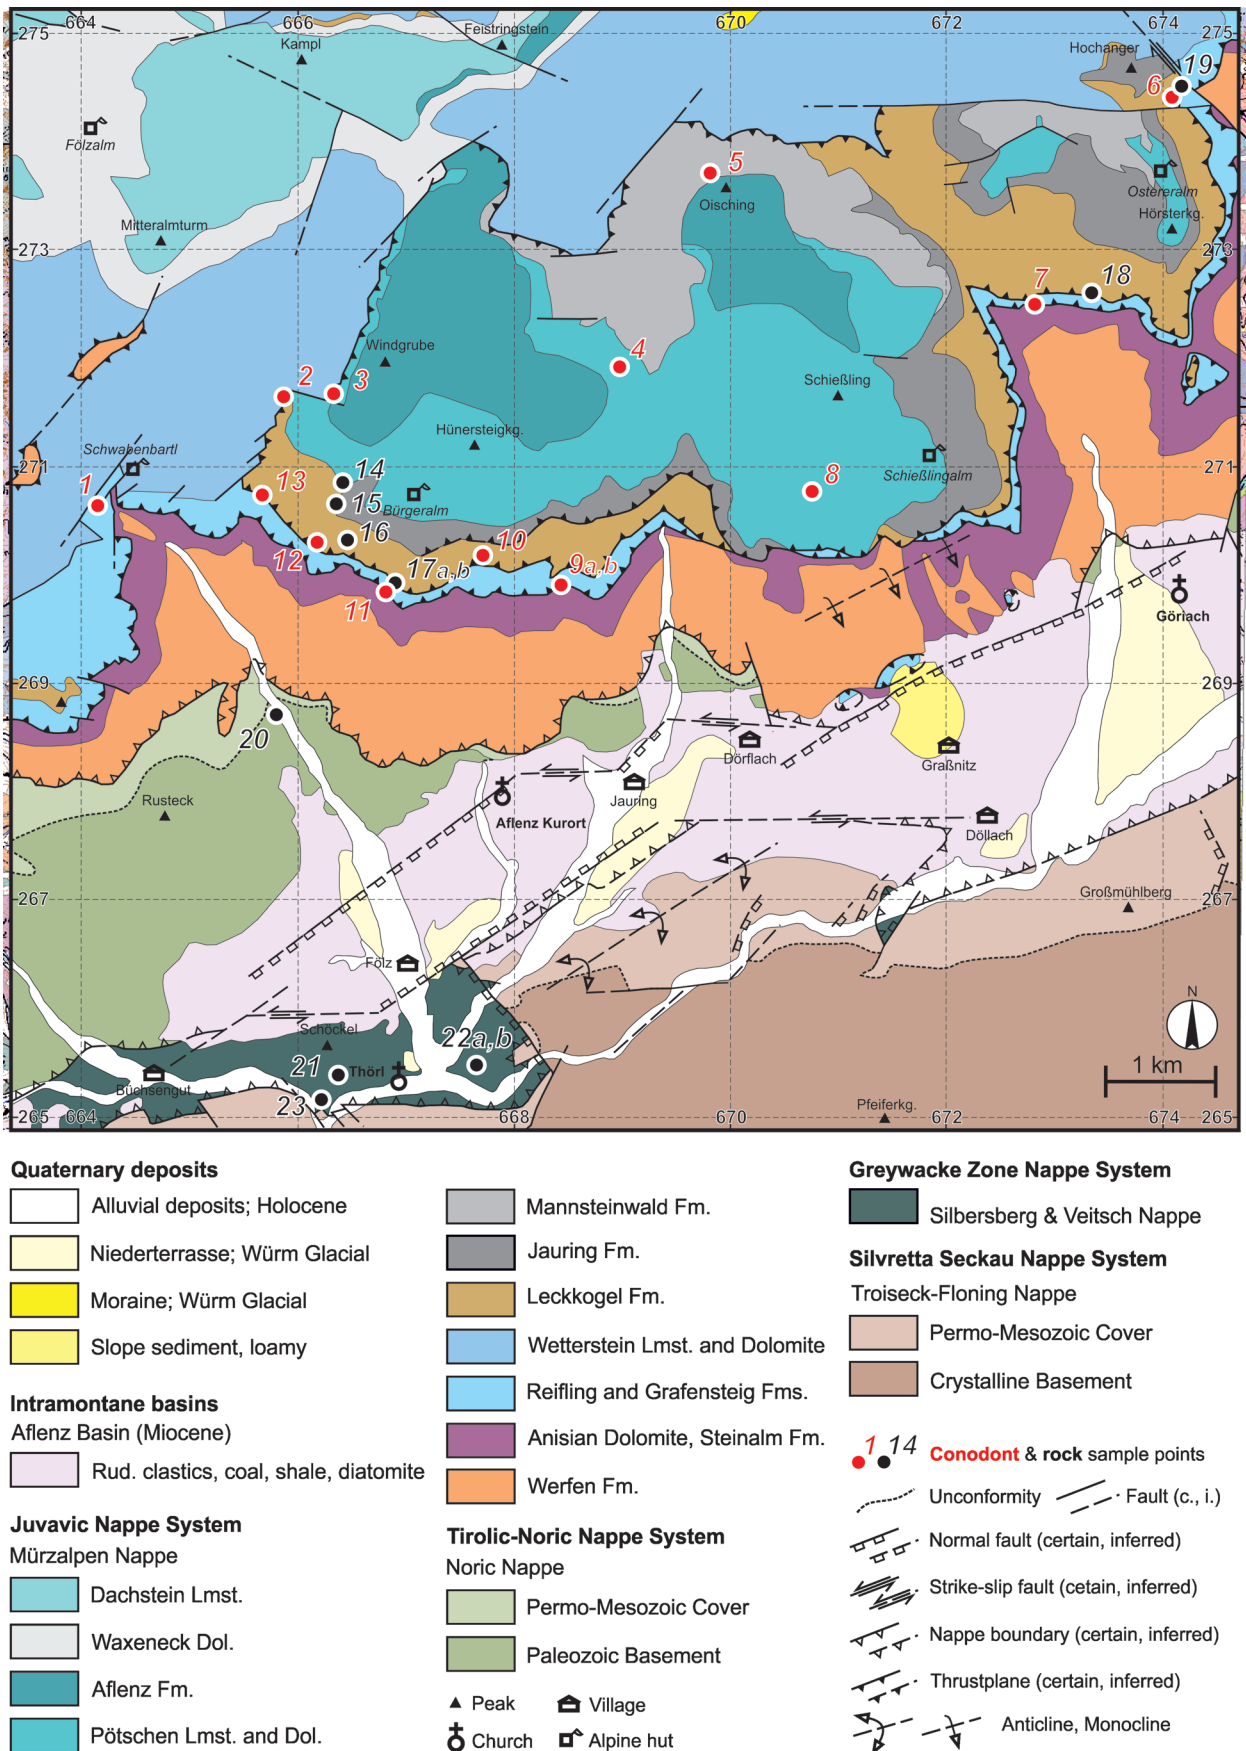 664
666
670
672
674
275
275
Feistringstein
Kampl
Hochanger
19
6
Fölzalm
5
Oisching
Ostereralm
Hörsterkg.
Mitteralmturm
273
273
18
7
Windgrube
4
2
3
Schießling
Hünersteigkg.
Schwabenbartl
271
271
14
13
8
Schießlingalm
1
15
Bürgeralm
16
12
10
17a,b
9a,b
11
Göriach
269
269
20
Dörflach
Graßnitz
Rusteck
Jauring
Aflenz Kurort
Döllach
Großmühlberg
267
267
Fölz
N
Schöckel
22a,b
21
Thörl
1 km
Büchsengut
23
Pfeiferkg.
265
664
668
670
672
674
265
Quaternary deposits
Alluvial deposits; Holocene
Niederterrasse; Würm Glacial
Moraine; Würm Glacial
Slope sediment, loamy
Intramontane basins
Aflenz Basin (Miocene)
Rud. clastics, coal, shale, diatomite
Juvavic Nappe System
Mürzalpen Nappe
Dachstein Lmst.
Waxeneck Dol.
Aflenz Fm.
Pötschen Lmst. and Dol.
Mannsteinwald Fm.
Jauring Fm.
Leckkogel Fm.
Wetterstein Lmst. and Dolomite
Reifling and Grafensteig Fms.
Anisian Dolomite, Steinalm Fm.
Werfen Fm.
Tirolic-Noric Nappe System
Noric Nappe
Permo-Mesozoic Cover
Paleozoic Basement
Peak
Village
Church
Alpine hut
Greywacke Zone Nappe System
Silbersberg & Veitsch Nappe
Silvretta Seckau Nappe System
Troiseck-Floning Nappe
Permo-Mesozoic Cover
Crystalline Basement
1 14 Conodont & rock sample points
Unconformity Fault (c., i.)
Normal fault (certain, inferred)
Strike-slip fault (cetain, inferred)
Nappe boundary (certain, inferred)
Thrustplane (certain, inferred)
Anticline, Monocline